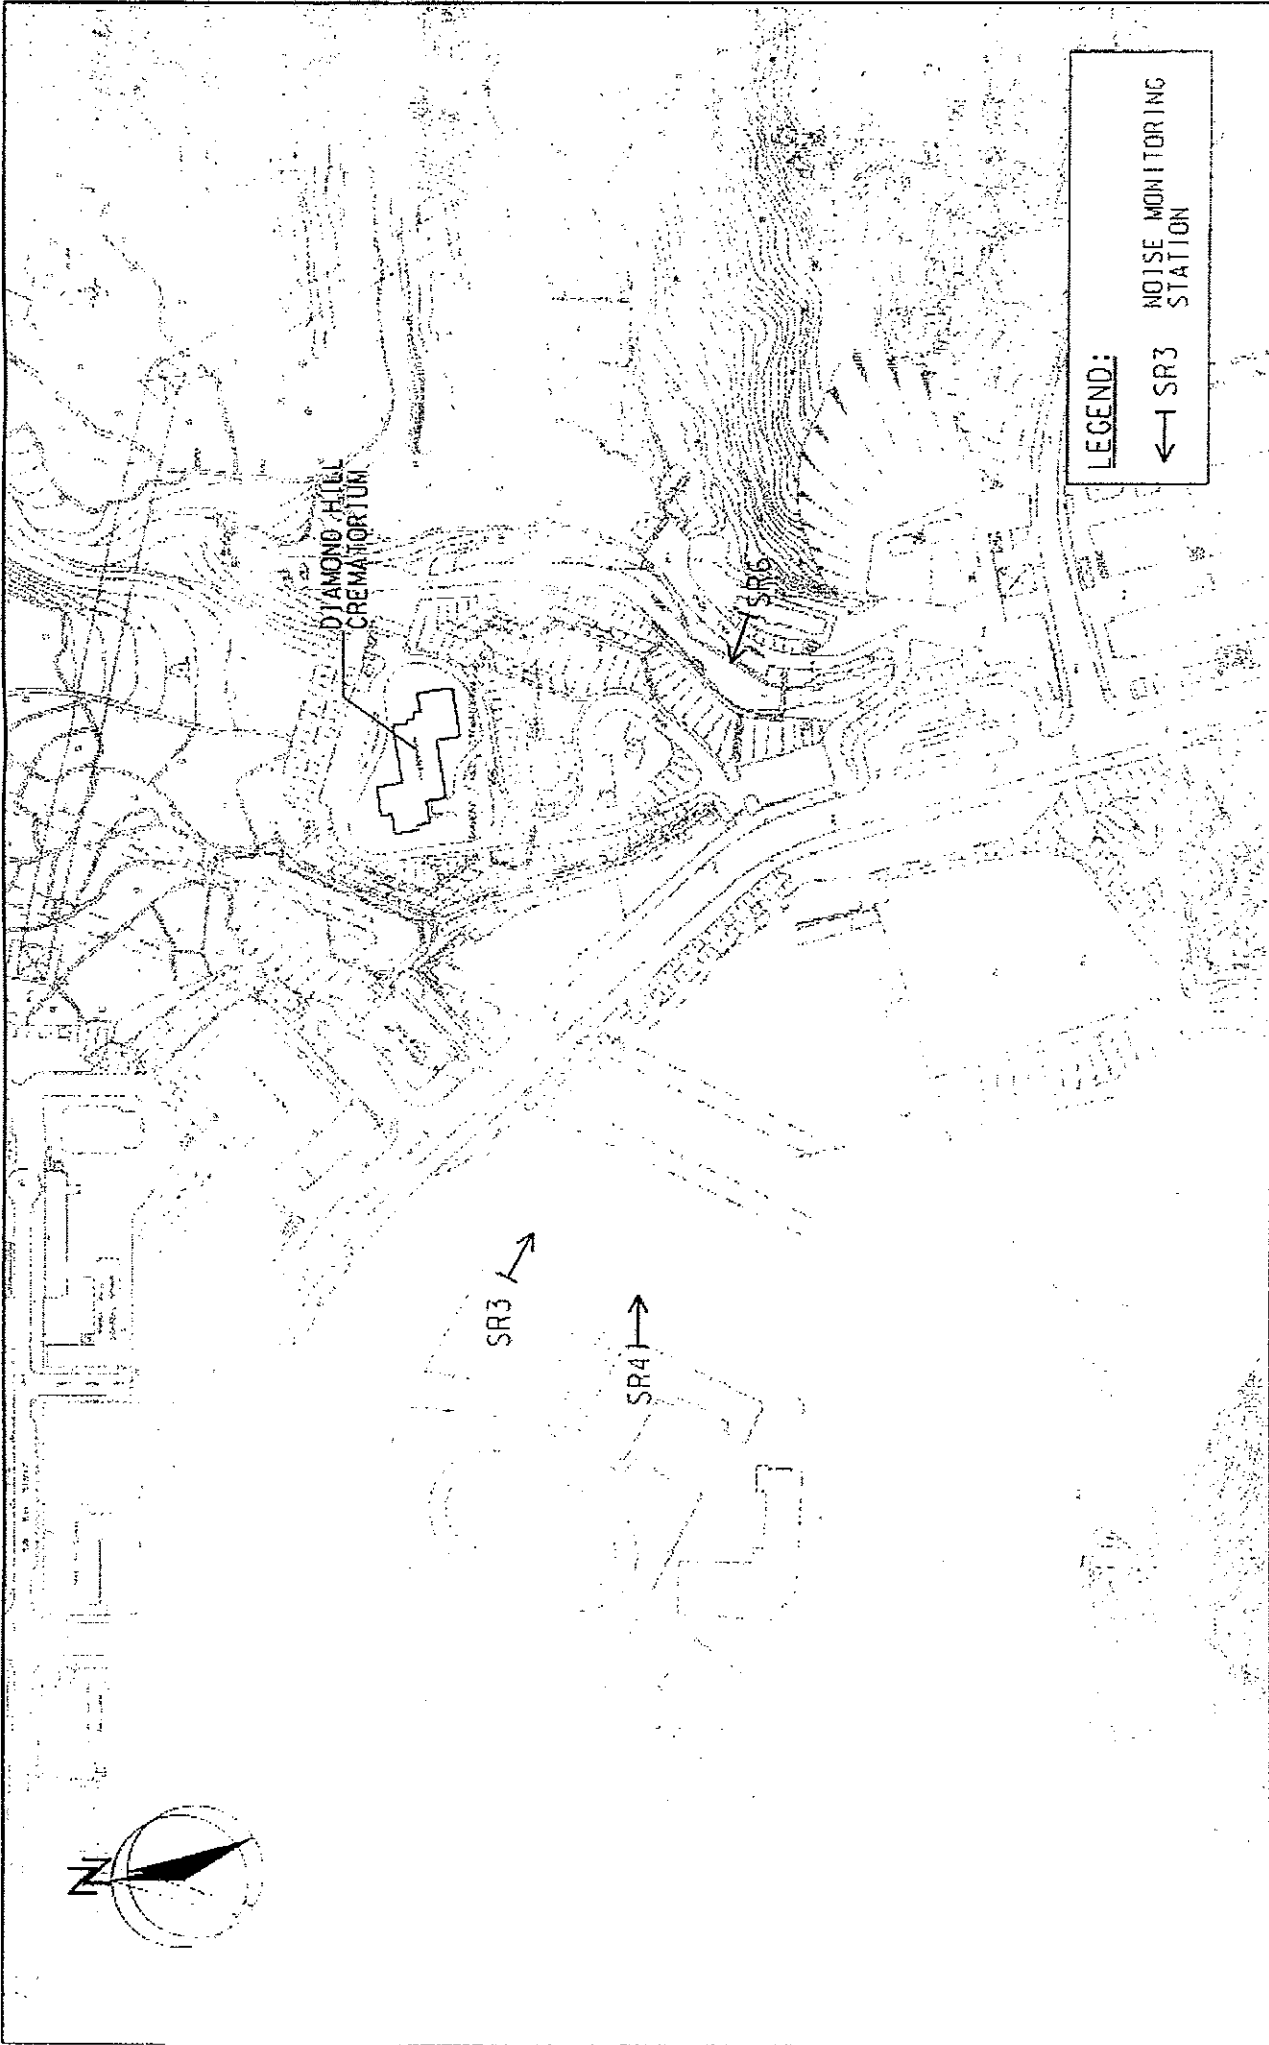 DIAMOND HILL
CREMATORIUM
SR6
SR3
SR4
N
LEGEND:
SR3 NOISE MONITORING
STATION